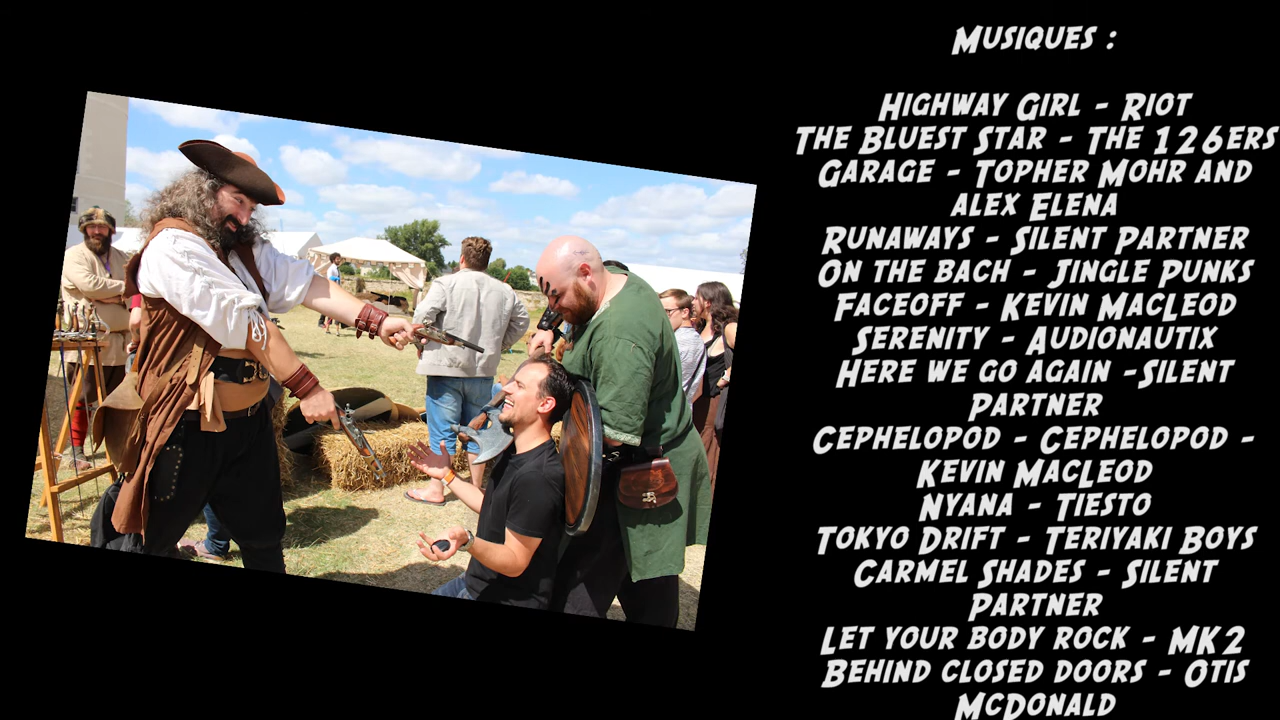 Musiques :
Highway Girl - Riot
The Bluest Star - The 126ers
Garage - Topher Mohr and
alex Elena
Runaways - Silent Partner
On the bach - Jingle Punks
Faceoff - Kevin MacLeod
Serenity - Audionautix
Here we go again -Silent
Partner
Cephelopod - Cephelopod -
Kevin MacLeod
Nyana - Tiesto
Tokyo Drift - Teriyaki Boys
Carmel Shades - Silent
Partner
Let your body rock - MK2
Behind closed doors - Otis
McDonald